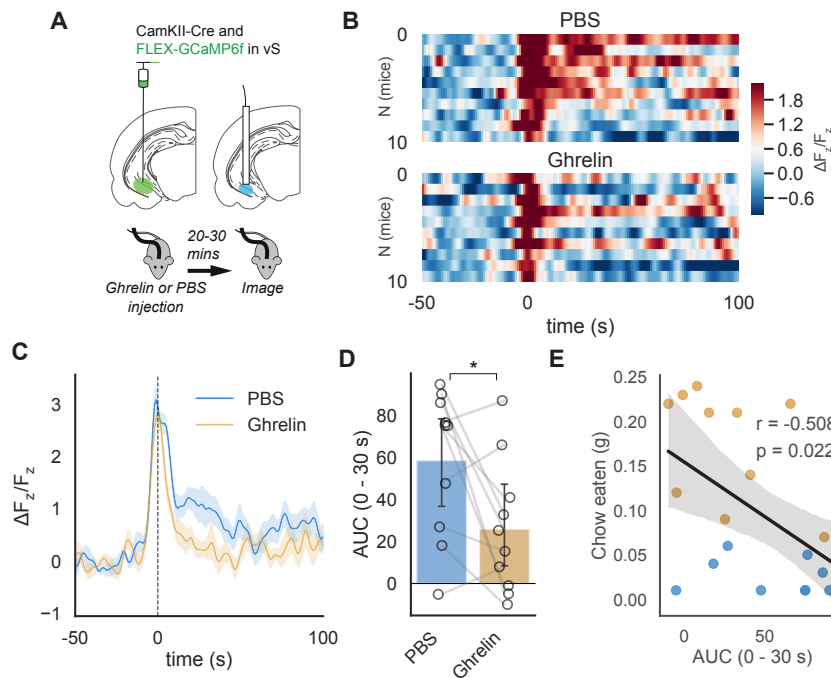 A
CamKII-Cre and
FLEX-GCaMP6f in vS
20-30
mins
Ghrelin or PBS
injection
Image
B
PBS
0
N (mice)
10
Ghrelin
0
N (mice)
10
-50
0
100
time (s)
1.8
1.2
0.6
0.0
−0.6
ΔFz/Fz
C
PBS
Ghrelin
3
2
1
0
−1
ΔFz/Fz
-50
0
100
time (s)
D
*
80
60
40
20
0
AUC (0 - 30 s)
PBS
Ghrelin
E
0.25
0.20
0.15
0.10
0.05
0.00
Chow eaten (g)
r = -0.508
p = 0.022
0
50
AUC (0 - 30 s)